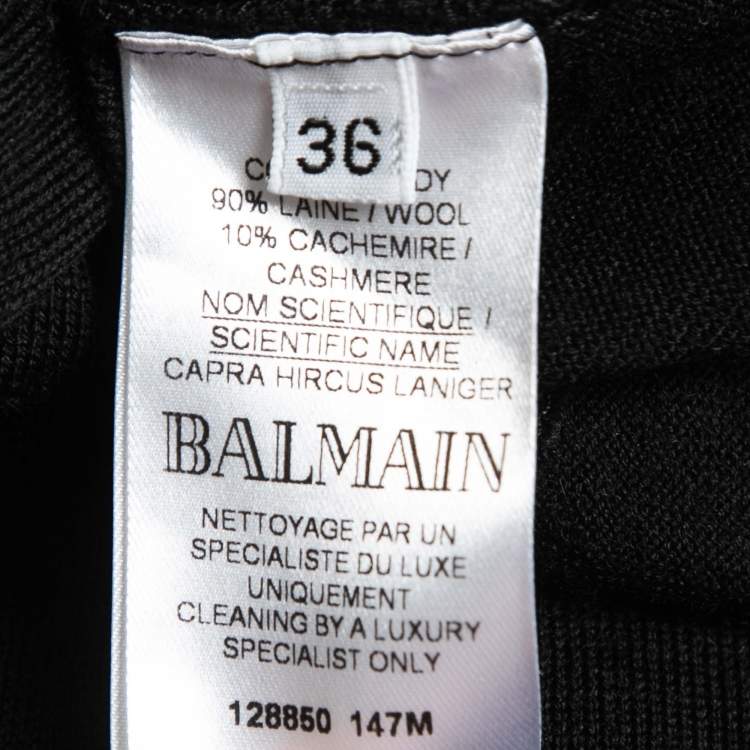 36
90% LAINE / WOOL
10% CACHEMIRE /
CASHMERE
NOM SCIENTIFIQUE /
SCIENTIFIC NAME
CAPRA HIRCUS LANIGER
BALMAIN
NETTOYAGE PAR UN
SPECIALISTE DU LUXE
UNIQUEMENT
CLEANING BY A LUXURY
SPECIALIST ONLY
128850 147M